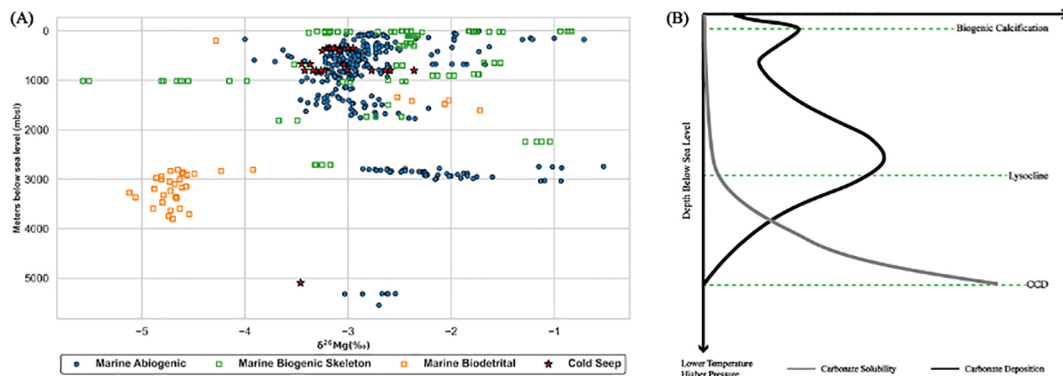 (A)
Meters below sea level (mbsl)
0
1000
2000
3000
4000
5000
−5
−4
−3
−2
−1
δ²⁶Mg(‰)
Marine Abiogenic
Marine Biogenic Skeleton
Marine Biodetrital
Cold Seep
(B)
Depth Below Sea Level
Biogenic Calcification
Lysocline
CCD
Lower Temperature
Higher Pressure
Carbonate Solubility
Carbonate Deposition